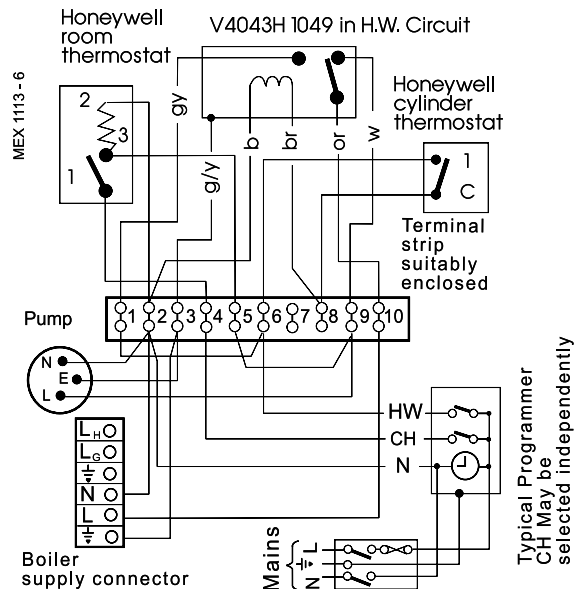 Honeywell
room
thermostat
V4043H 1049 in H.W. Circuit
Honeywell
cylinder
thermostat
MEX 1113 - 6
2
3
1
gy
b
br
or
w
g/y
1
C
Terminal
strip
suitably
enclosed
1 2 3 4 5 6 7 8 9 10
Pump
N
E
L
HW
CH
N
LH
LG
N
L
Boiler
supply connector
Mains
L
N
Typical Programmer
CH May be
selected independently